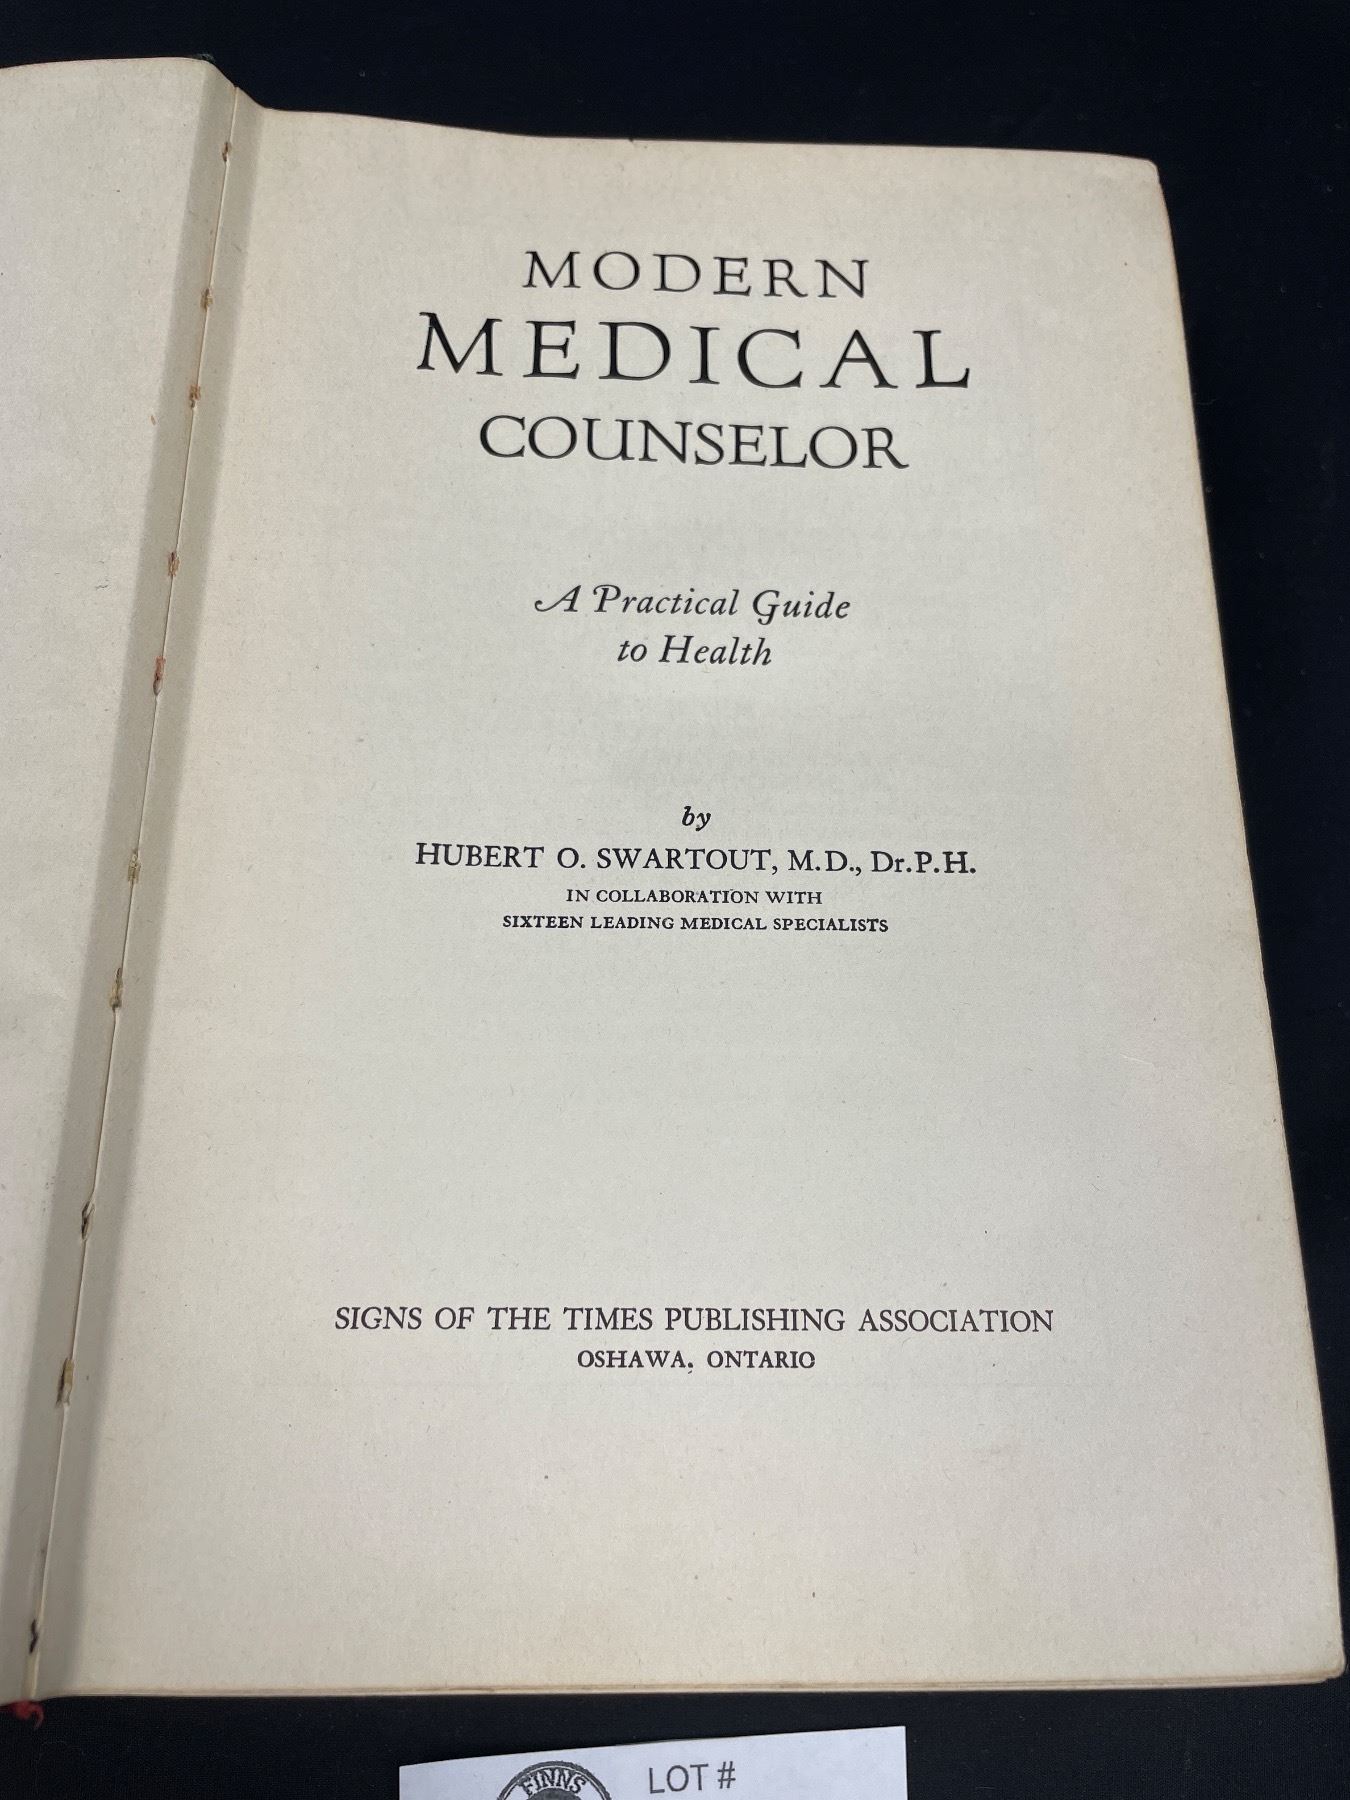 MODERN
MEDICAL
COUNSELOR
A Practical Guide
to Health
by
HUBERT O. SWARTOUT, M.D., Dr.P.H.
IN COLLABORATION WITH
SIXTEEN LEADING MEDICAL SPECIALISTS
SIGNS OF THE TIMES PUBLISHING ASSOCIATION
OSHAWA, ONTARIO
FINNS
LOT #